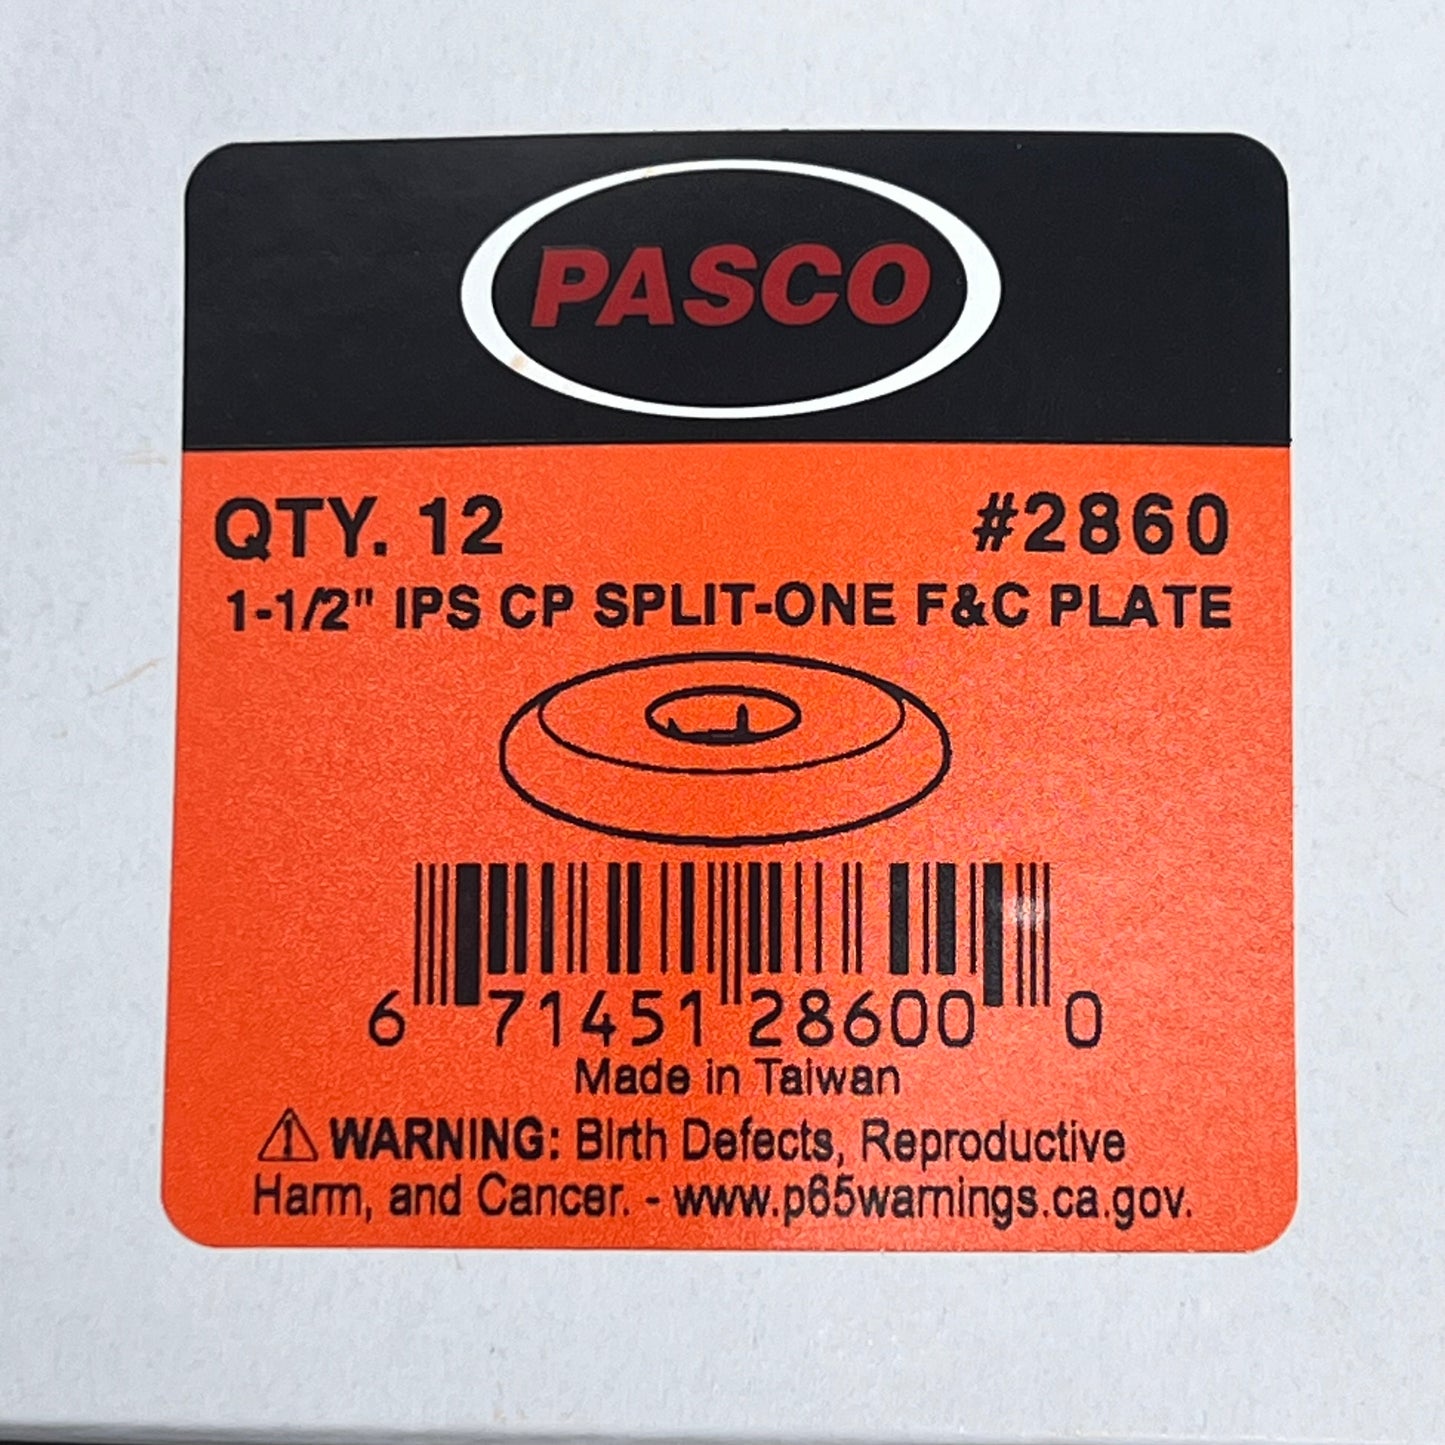 PASCO
QTY. 12 #2860
1-1/2" IPS CP SPLIT-ONE F&C PLATE
6 71451 28600 0
Made in Taiwan
⚠ WARNING: Birth Defects, Reproductive
Harm, and Cancer. - www.p65warnings.ca.gov.